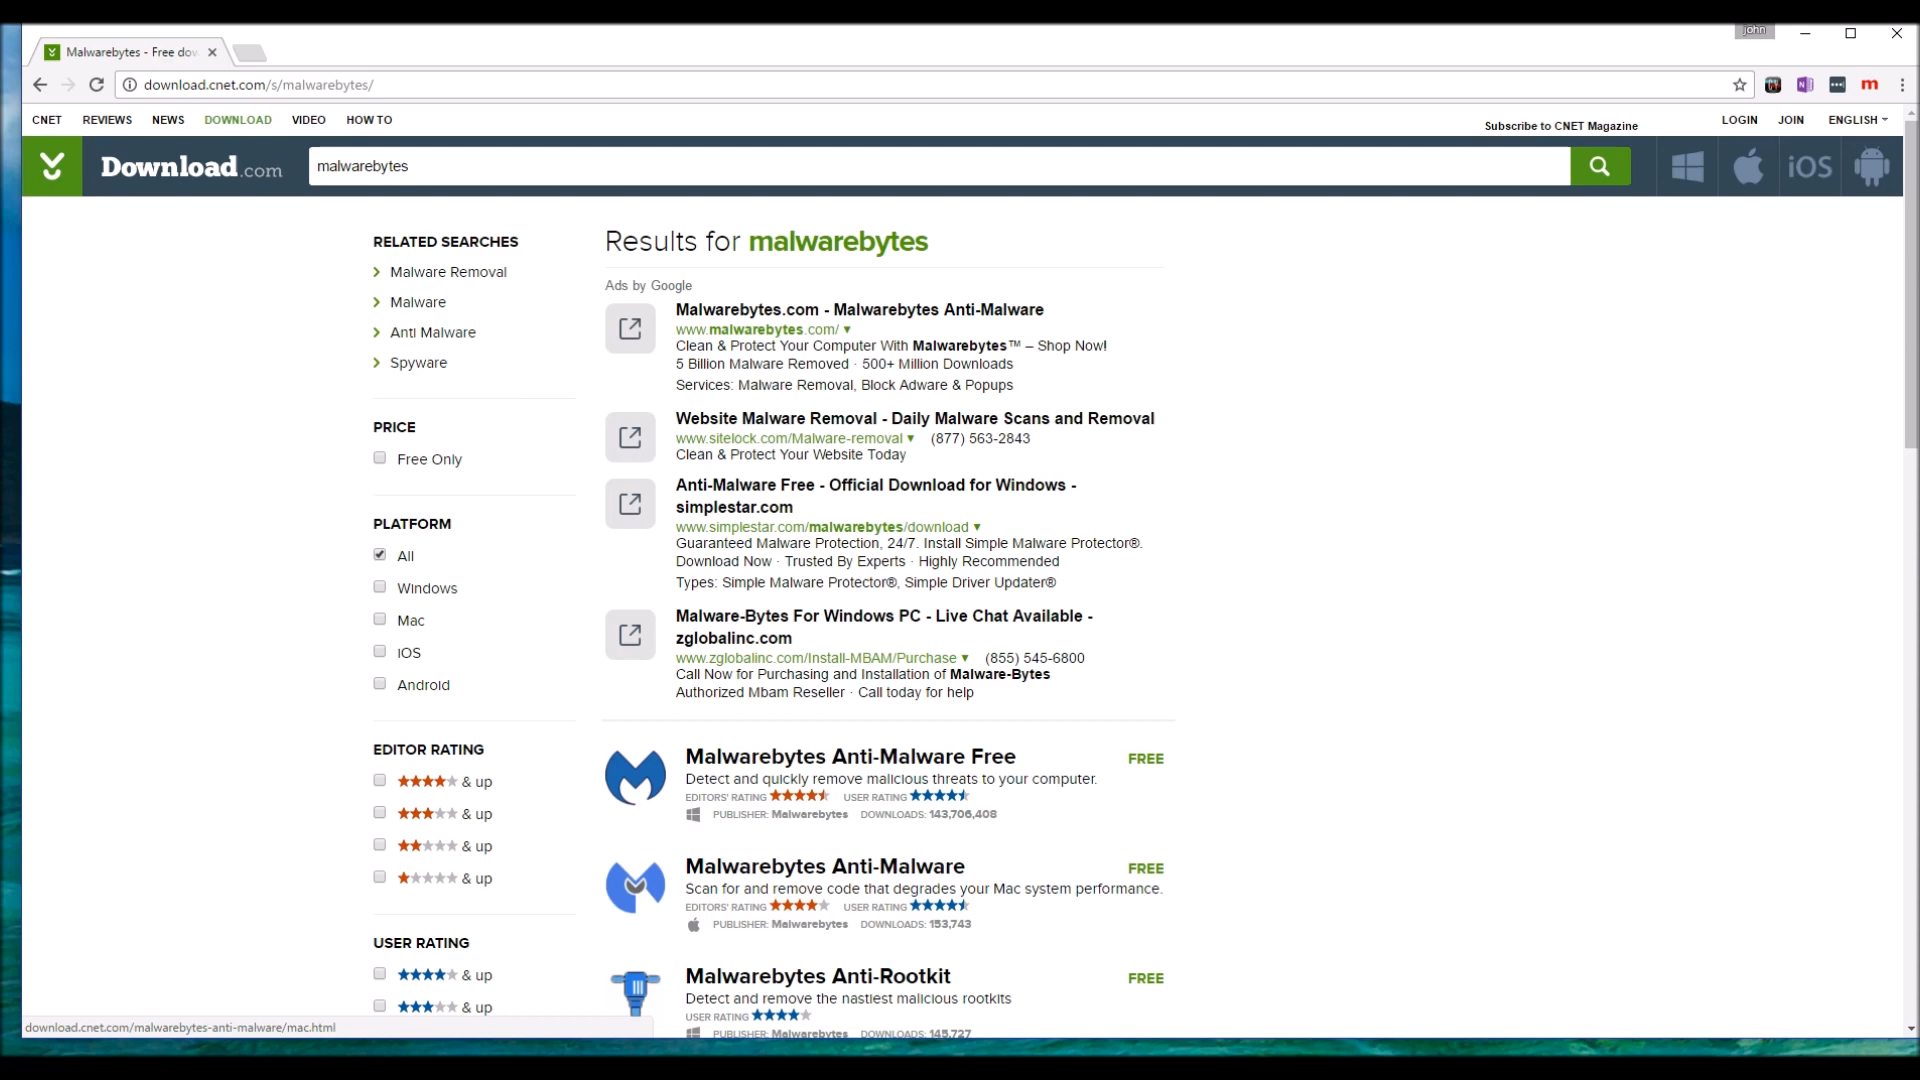 john
Malwarebytes - Free dow
download.cnet.com/s/malwarebytes/
CNET REVIEWS NEWS DOWNLOAD VIDEO HOW TO
Subscribe to CNET Magazine
LOGIN JOIN ENGLISH
Download.com
malwarebytes
iOS
RELATED SEARCHES
Malware Removal
Malware
Anti Malware
Spyware
PRICE
Free Only
PLATFORM
All
Windows
Mac
IOS
Android
EDITOR RATING
& up
& up
& up
& up
USER RATING
& up
& up
Results for malwarebytes
Ads by Google
Malwarebytes.com - Malwarebytes Anti-Malware
www.malwarebytes.com/
Clean & Protect Your Computer With Malwarebytes™ – Shop Now!
5 Billion Malware Removed · 500+ Million Downloads
Services: Malware Removal, Block Adware & Popups
Website Malware Removal - Daily Malware Scans and Removal
www.sitelock.com/Malware-removal (877) 563-2843
Clean & Protect Your Website Today
Anti-Malware Free - Official Download for Windows -
simplestar.com
www.simplestar.com/malwarebytes/download
Guaranteed Malware Protection, 24/7. Install Simple Malware Protector®.
Download Now · Trusted By Experts · Highly Recommended
Types: Simple Malware Protector®, Simple Driver Updater®
Malware-Bytes For Windows PC - Live Chat Available -
zglobalinc.com
www.zglobalinc.com/Install-MBAM/Purchase (855) 545-6800
Call Now for Purchasing and Installation of Malware-Bytes
Authorized Mbam Reseller · Call today for help
Malwarebytes Anti-Malware Free FREE
Detect and quickly remove malicious threats to your computer.
EDITORS' RATING USER RATING
PUBLISHER: Malwarebytes DOWNLOADS: 143,706,408
Malwarebytes Anti-Malware FREE
Scan for and remove code that degrades your Mac system performance.
EDITORS' RATING USER RATING
PUBLISHER: Malwarebytes DOWNLOADS: 153,743
Malwarebytes Anti-Rootkit FREE
Detect and remove the nastiest malicious rootkits
USER RATING
PUBLISHER: Malwarebytes DOWNLOADS: 145,727
download.cnet.com/malwarebytes-anti-malware/mac.html